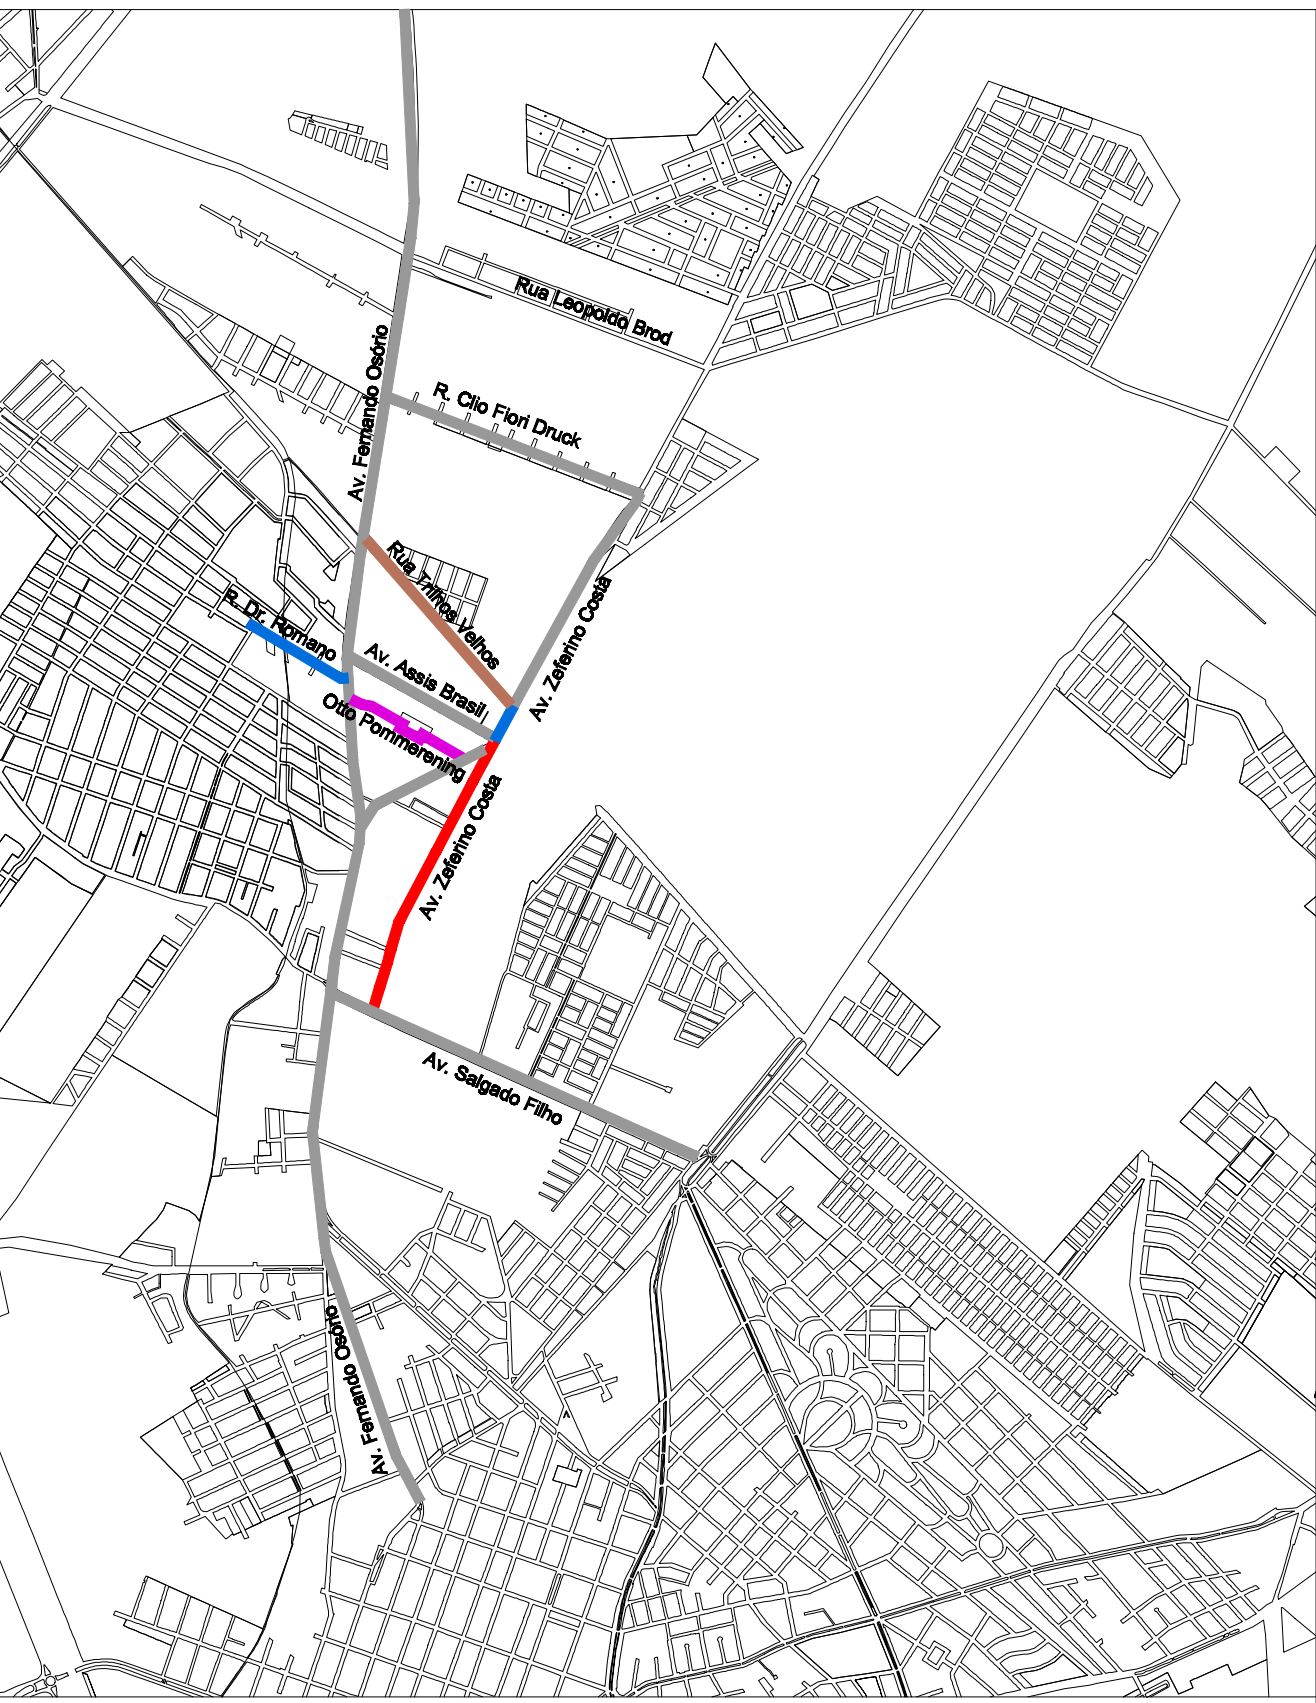 Rua Leopoldo Brod
Av. Fernando Osório
R. Clio Fiori Druck
Rua Trilhos Velhos
R. Dr. Romano
Av. Zeferino Costa
Av. Assis Brasil
Otto Pommerening
Av. Zeferino Costa
Av. Salgado Filho
Av. Fernando Osório